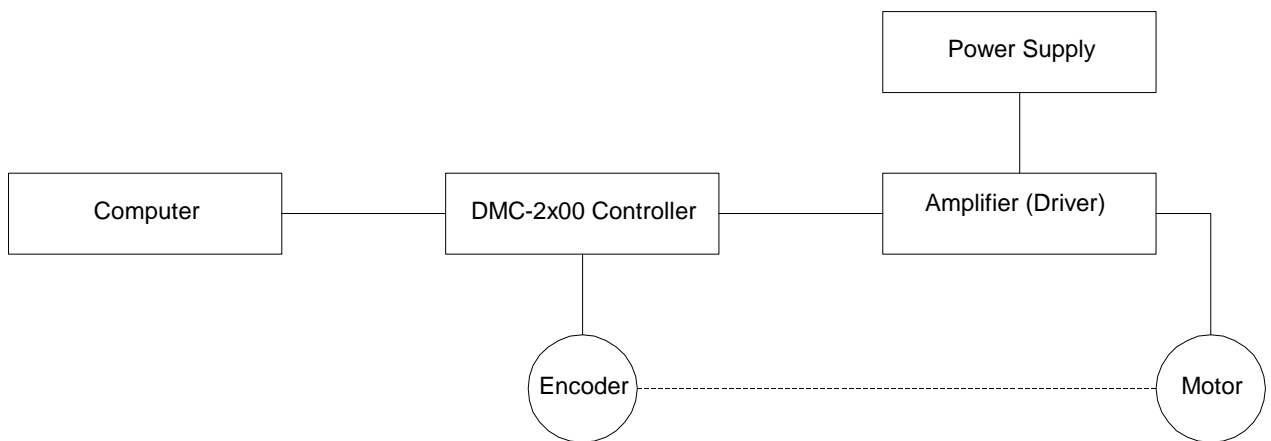 Power Supply
Computer
DMC-2x00 Controller
Amplifier (Driver)
Encoder
Motor